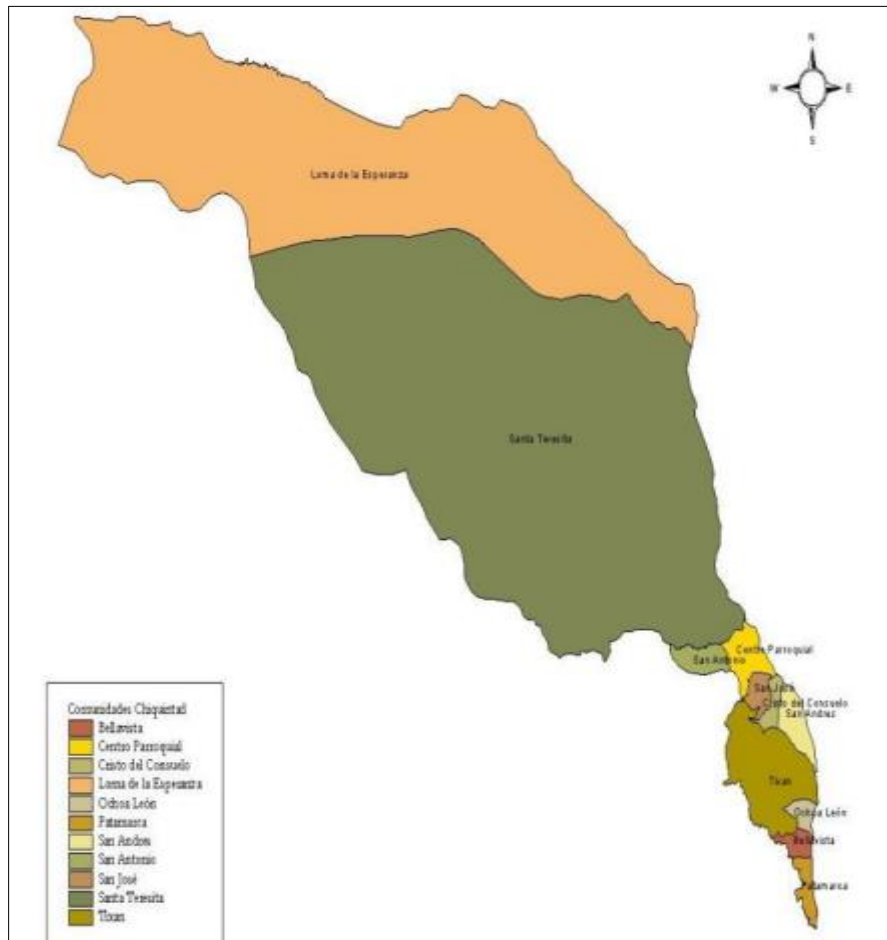 N
W E
S
Loma de la Esperanza
Santa Teresita
Centro Parroquial
San Antonio
San José
Cristo del Consuelo
San Andres
Tixan
Ochoa León
Bellavista
Patamarca
Comunidades Chiquintad
Bellavista
Centro Parroquial
Cristo del Consuelo
Loma de la Esperanza
Ochoa León
Patamarca
San Andres
San Antonio
San José
Santa Teresita
Tixan